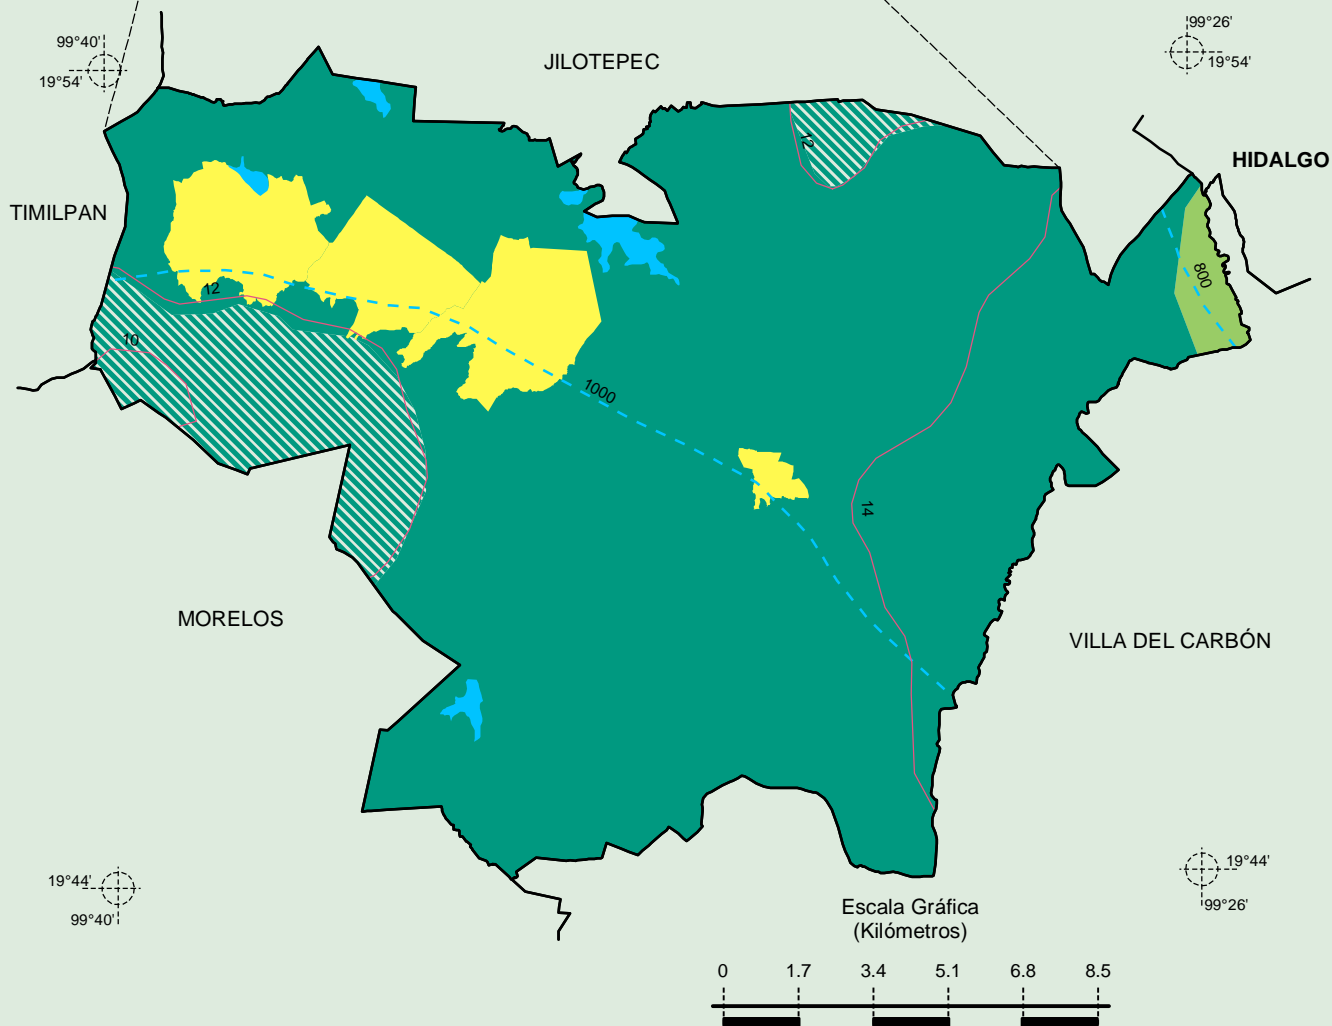 99°26'
99°40'
JILOTEPEC
19°54'
19°54'
12
HIDALGO
TIMILPAN
800
12
10
1000
14
MORELOS
VILLA DEL CARBÓN
19°44'
19°44'
99°26'
99°40'
Escala Gráfica
(Kilómetros)
0 1.7 3.4 5.1 6.8 8.5